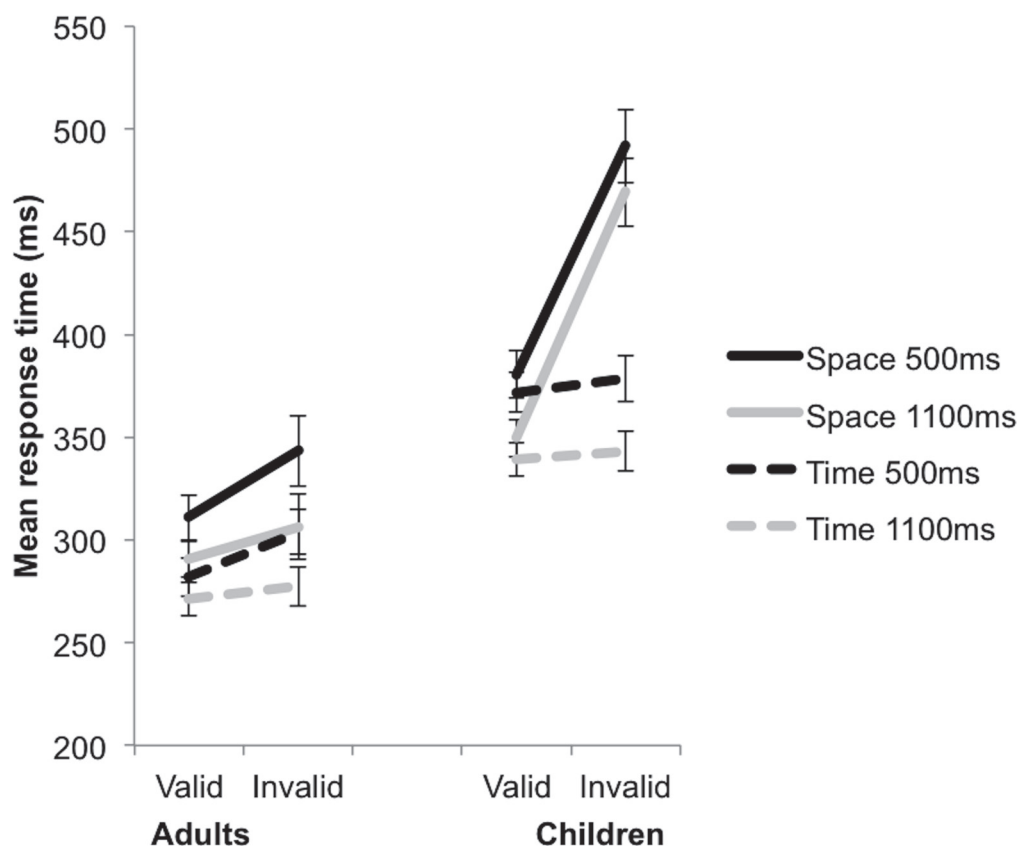 Mean response time (ms)
550
500
450
400
350
300
250
200
Valid Invalid Valid Invalid
Adults Children
Space 500ms
Space 1100ms
Time 500ms
Time 1100ms